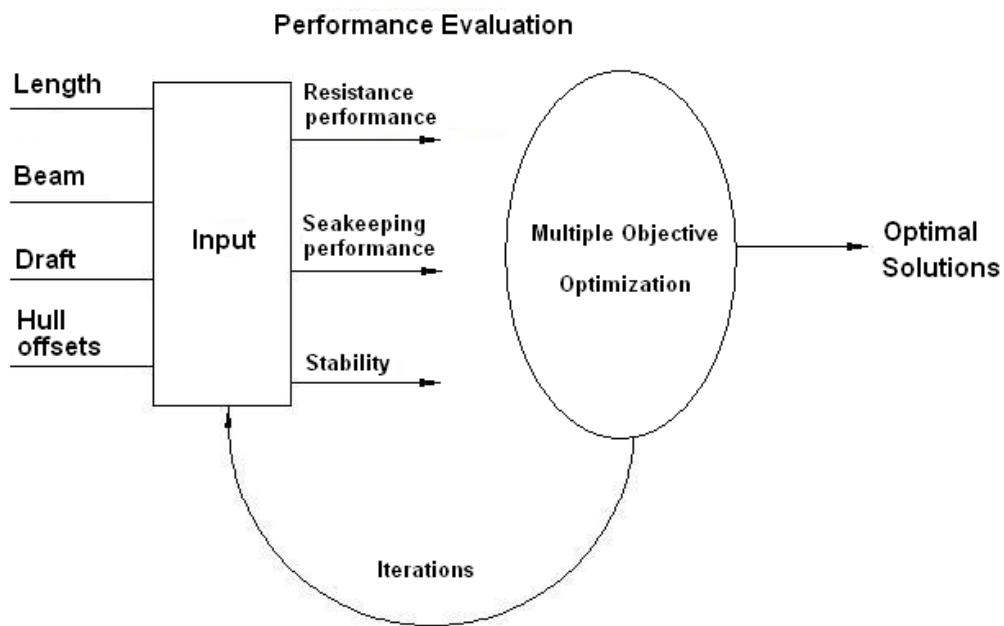 Performance Evaluation
Length
Beam
Draft
Hull
offsets
Input
Resistance
performance
Seakeeping
performance
Stability
Multiple Objective
Optimization
Optimal
Solutions
Iterations